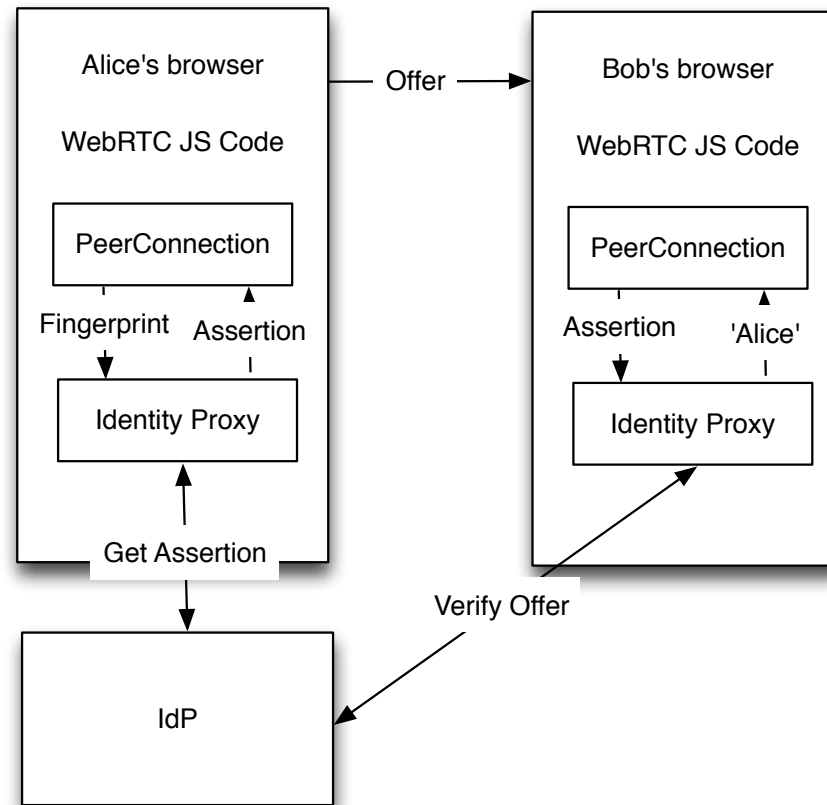 Alice's browser
Offer
Bob's browser
WebRTC JS Code
WebRTC JS Code
PeerConnection
PeerConnection
Fingerprint
Assertion
Assertion
'Alice'
Identity Proxy
Identity Proxy
Get Assertion
Verify Offer
IdP